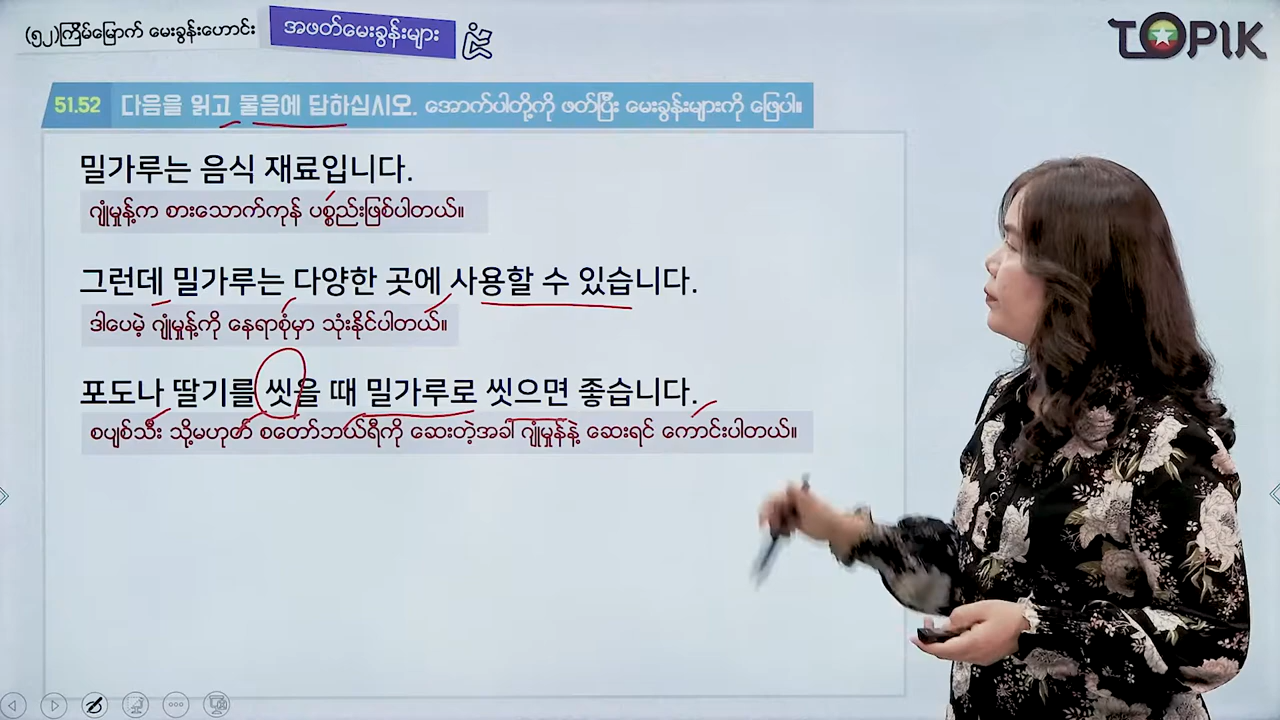 (၅၂)ကြိမ်မြောက် မေးခွန်းဟောင်း
အဖတ်မေးခွန်းများ
TOPIK
51.52 다음을 읽고 물음에 답하십시오. အောက်ပါတို့ကို ဖတ်ပြီး မေးခွန်းများကို ဖြေပါ။
밀가루는 음식 재료입니다.
ဂျုံမှုန့်က စားသောက်ကုန် ပစ္စည်းဖြစ်ပါတယ်။
그런데 밀가루는 다양한 곳에 사용할 수 있습니다.
ဒါပေမဲ့ ဂျုံမှုန့်ကို နေရာစုံမှာ သုံးနိုင်ပါတယ်။
포도나 딸기를 씻을 때 밀가루로 씻으면 좋습니다.
စပျစ်သီး သို့မဟုတ် စတော်ဘယ်ရီကို ဆေးတဲ့အခါ ဂျုံမှုန့်နဲ့ ဆေးရင် ကောင်းပါတယ်။